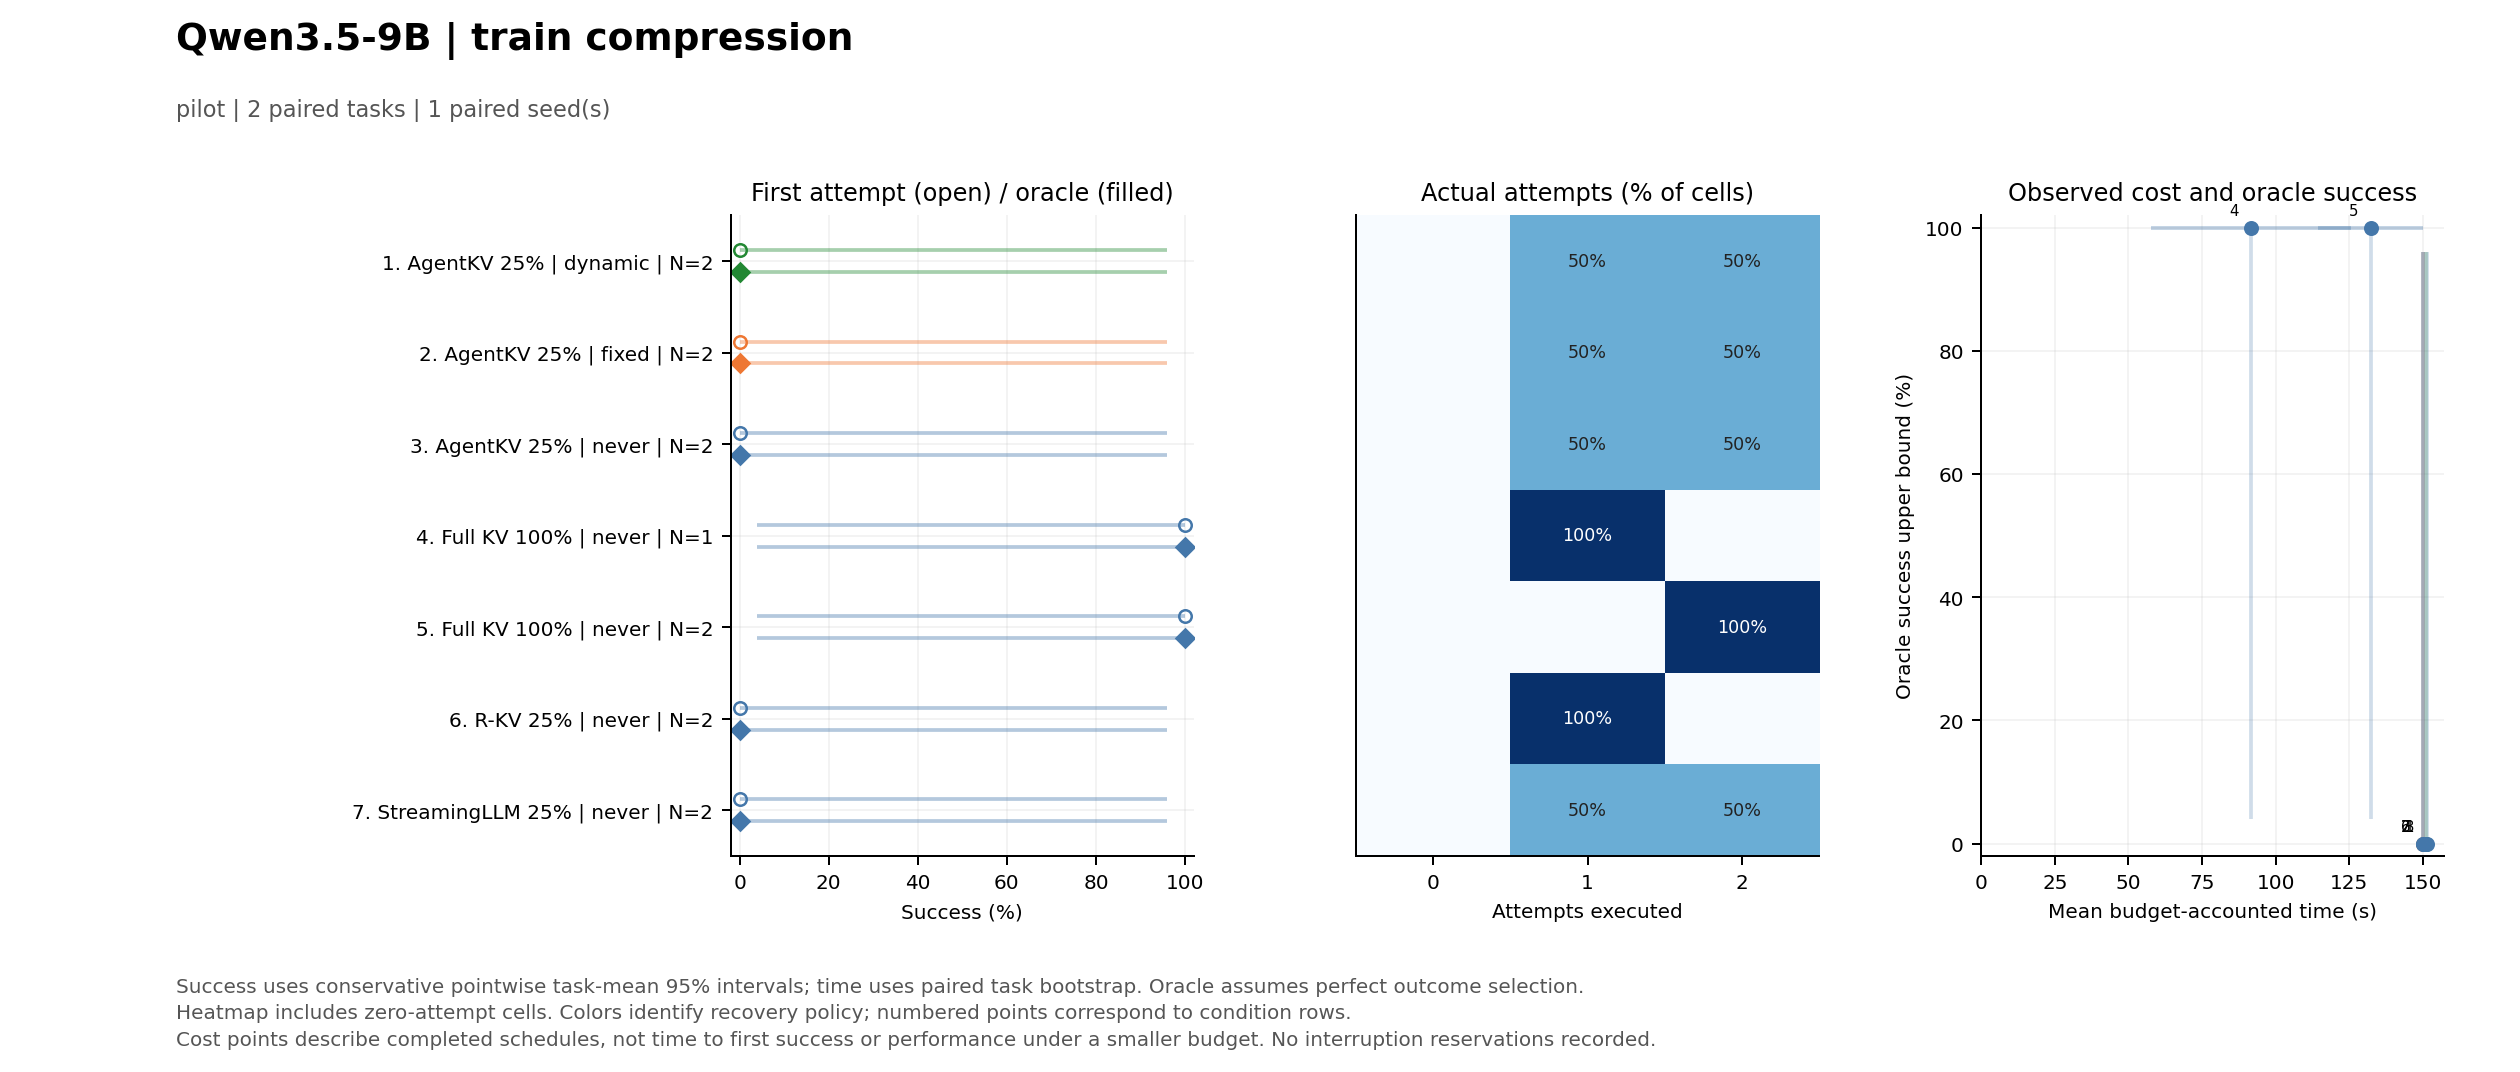 Qwen3.5-9B | train compression
pilot | 2 paired tasks | 1 paired seed(s)
First attempt (open) / oracle (filled)
1. AgentKV 25% | dynamic | N=2
2. AgentKV 25% | fixed | N=2
3. AgentKV 25% | never | N=2
4. Full KV 100% | never | N=1
5. Full KV 100% | never | N=2
6. R-KV 25% | never | N=2
7. StreamingLLM 25% | never | N=2
0 20 40 60 80 100
Success (%)
Actual attempts (% of cells)
50% 50%
50% 50%
50% 50%
100%
100%
100%
50% 50%
0 1 2
Attempts executed
Observed cost and oracle success
4 5
100
80
60
40
20
0
Oracle success upper bound (%)
0 25 50 75 100 125 150
Mean budget-accounted time (s)
Success uses conservative pointwise task-mean 95% intervals; time uses paired task bootstrap. Oracle assumes perfect outcome selection.
Heatmap includes zero-attempt cells. Colors identify recovery policy; numbered points correspond to condition rows.
Cost points describe completed schedules, not time to first success or performance under a smaller budget. No interruption reservations recorded.